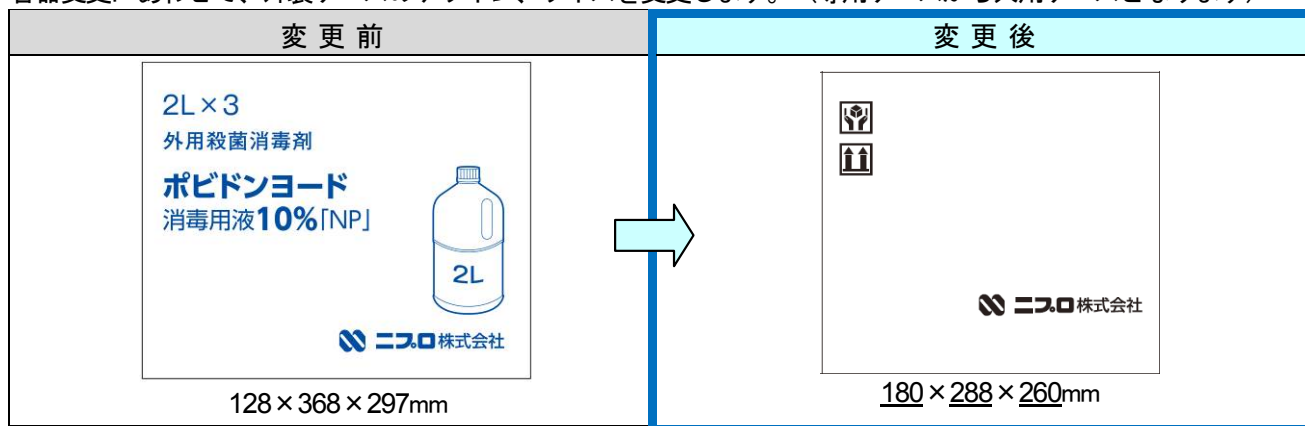 変更前
変更後
2L×3
外用殺菌消毒剤
ポビドンヨード
消毒用液10%「NP」
2L
ニプロ株式会社
128×368×297mm
ニプロ株式会社
180×288×260mm